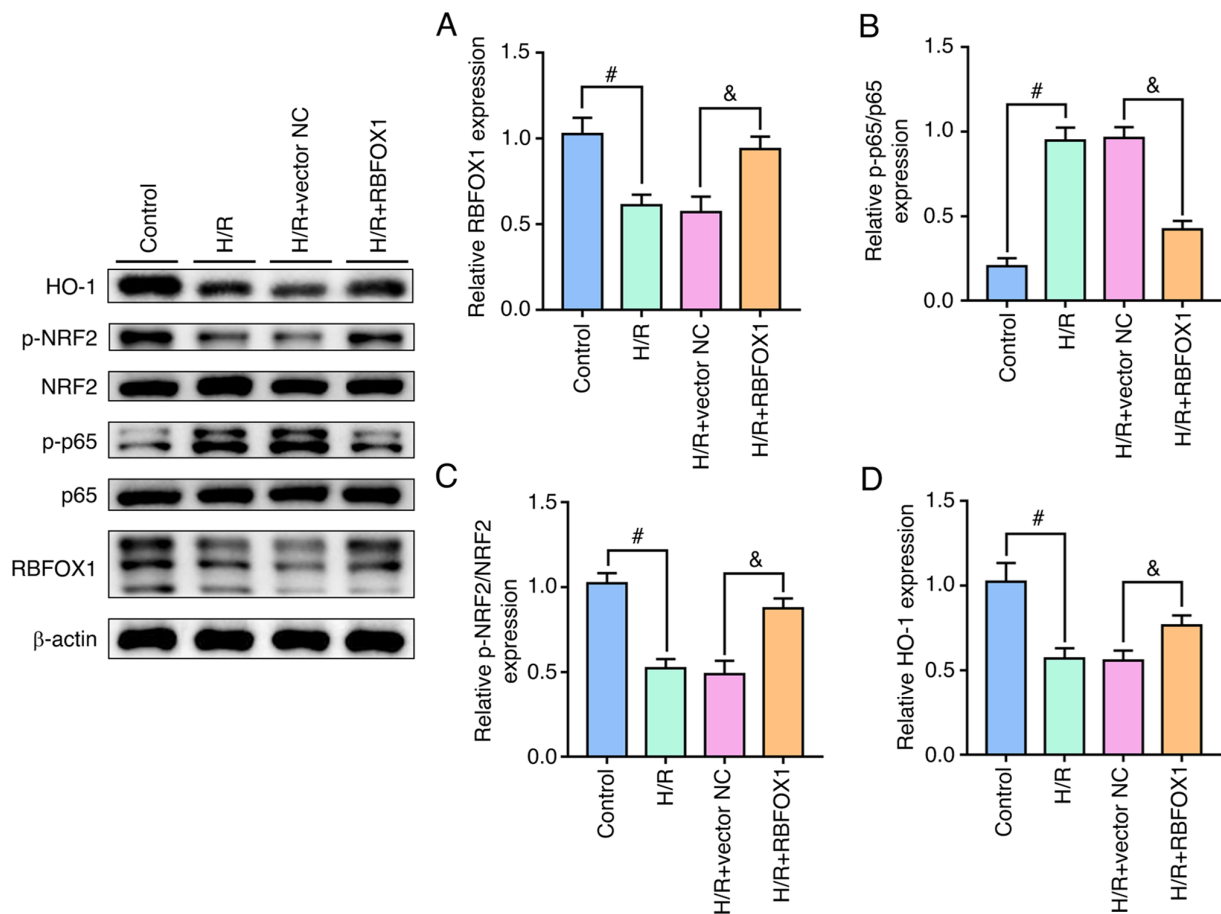 Control
H/R
H/R+vector NC
H/R+RBFOX1
HO-1
p-NRF2
NRF2
p-p65
p65
RBFOX1
β-actin
A
Relative RBFOX1 expression
1.5
1.0
0.5
0.0
#
&
Control
H/R
H/R+vector NC
H/R+RBFOX1
B
Relative p-p65/p65
expression
1.5
1.0
0.5
0.0
#
&
Control
H/R
H/R+vector NC
H/R+RBFOX1
C
Relative p-NRF2/NRF2
expression
1.5
1.0
0.5
0.0
#
&
Control
H/R
H/R+vector NC
H/R+RBFOX1
D
Relative HO-1 expression
1.5
1.0
0.5
0.0
#
&
Control
H/R
H/R+vector NC
H/R+RBFOX1